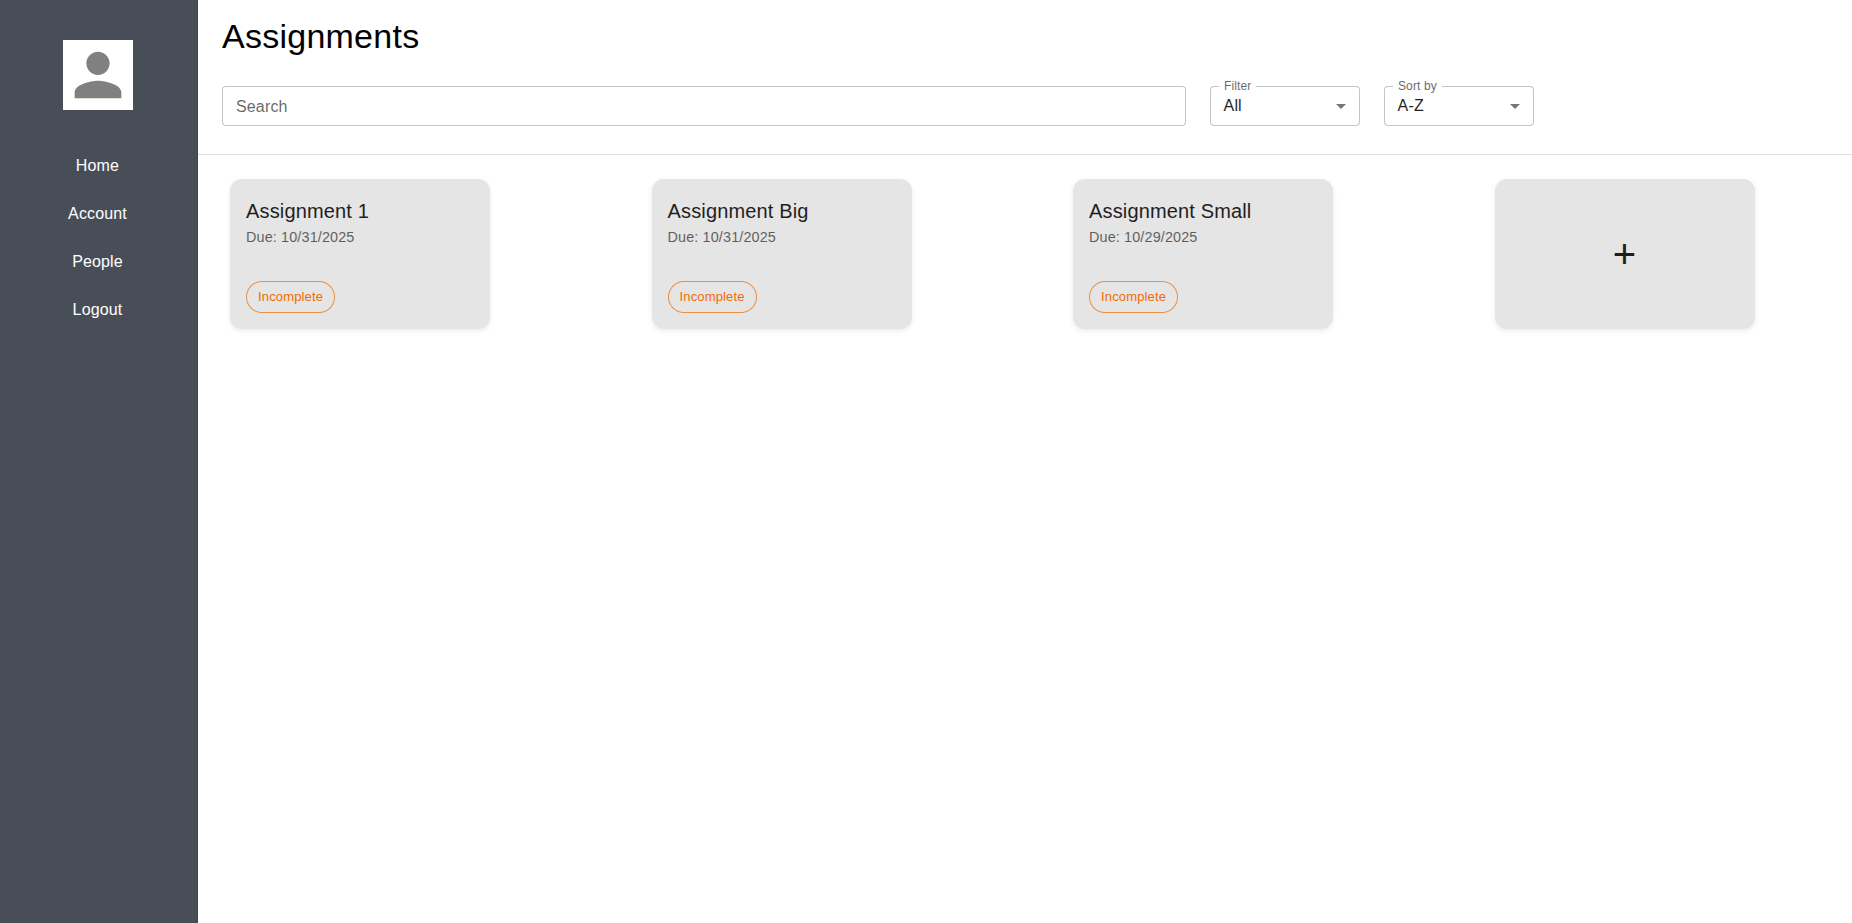 Home
Account
People
Logout
Assignments
Search
Filter
All
Sort by
A-Z
Assignment 1
Due: 10/31/2025
Incomplete
Assignment Big
Due: 10/31/2025
Incomplete
Assignment Small
Due: 10/29/2025
Incomplete
+